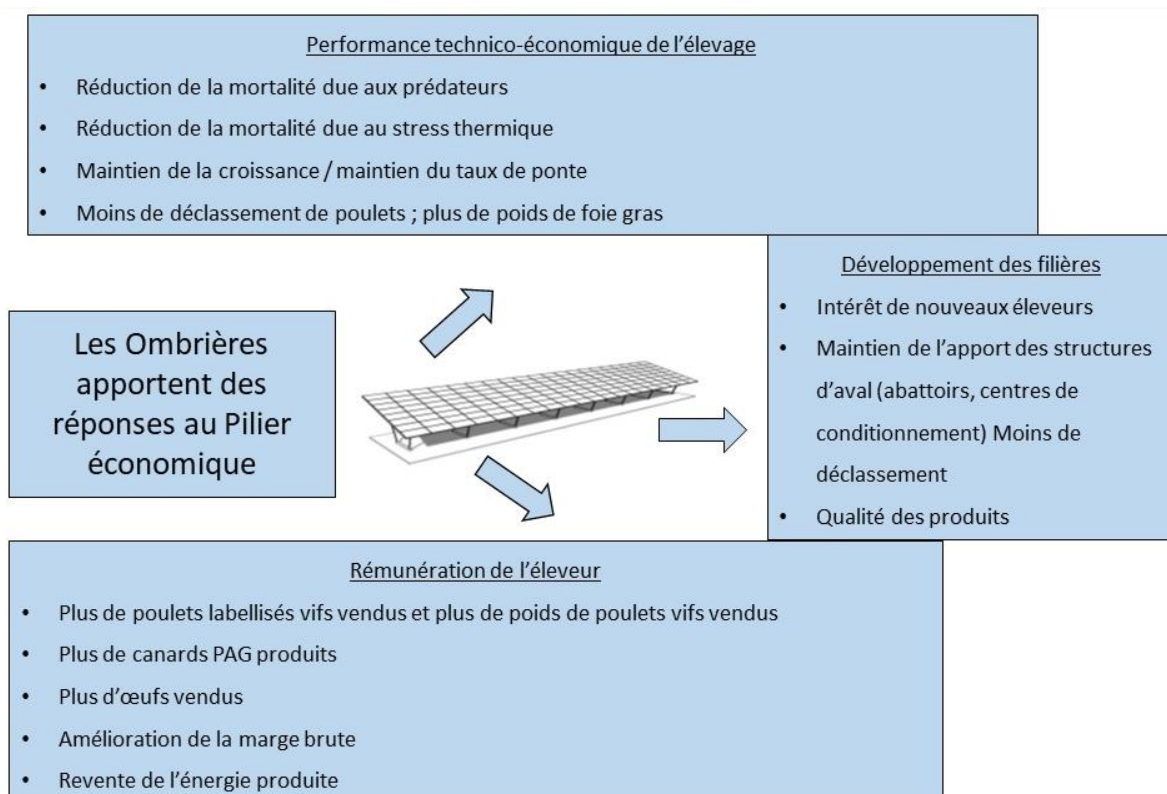 Performance technico-économique de l'élevage
• Réduction de la mortalité due aux prédateurs
• Réduction de la mortalité due au stress thermique
• Maintien de la croissance / maintien du taux de ponte
• Moins de déclassement de poulets ; plus de poids de foie gras
Les Ombrières
apportent des
réponses au Pilier
économique
Développement des filières
• Intérêt de nouveaux éleveurs
• Maintien de l'apport des structures
d'aval (abattoirs, centres de
conditionnement) Moins de
déclassement
• Qualité des produits
Rémunération de l'éleveur
• Plus de poulets labellisés vifs vendus et plus de poids de poulets vifs vendus
• Plus de canards PAG produits
• Plus d'œufs vendus
• Amélioration de la marge brute
• Revente de l'énergie produite